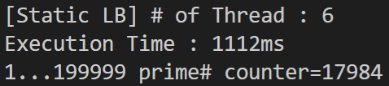 [Static LB] # of Thread : 6
Execution Time : 1112ms
1...199999 prime# counter=17984